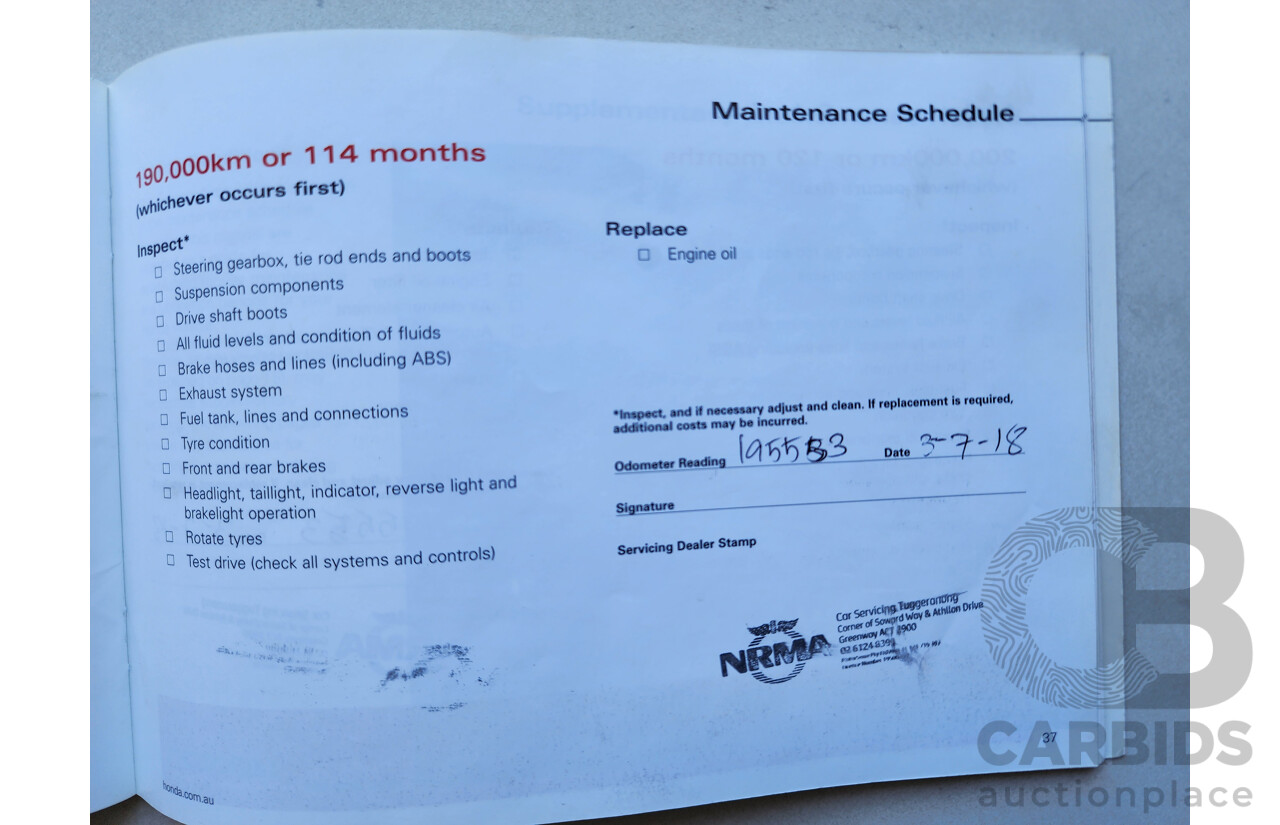 Maintenance Schedule
190,000km or 114 months
(whichever occurs first)
Inspect*
Steering gearbox, tie rod ends and boots
Suspension components
Drive shaft boots
All fluid levels and condition of fluids
Brake hoses and lines (including ABS)
Exhaust system
Fuel tank, lines and connections
Tyre condition
Front and rear brakes
Headlight, taillight, indicator, reverse light and
brakelight operation
Rotate tyres
Test drive (check all systems and controls)
Replace
Engine oil
*Inspect, and if necessary adjust and clean. If replacement is required,
additional costs may be incurred.
Odometer Reading 195533 Date 3-7-18
Signature
Servicing Dealer Stamp
NRMA
Car Servicing Tuggeranong
Corner of Soward Way & Athllon Drive
Greenway ACT 2900
02 6124 8398
37
honda.com.au
CB
CARBIDS
auctionplace